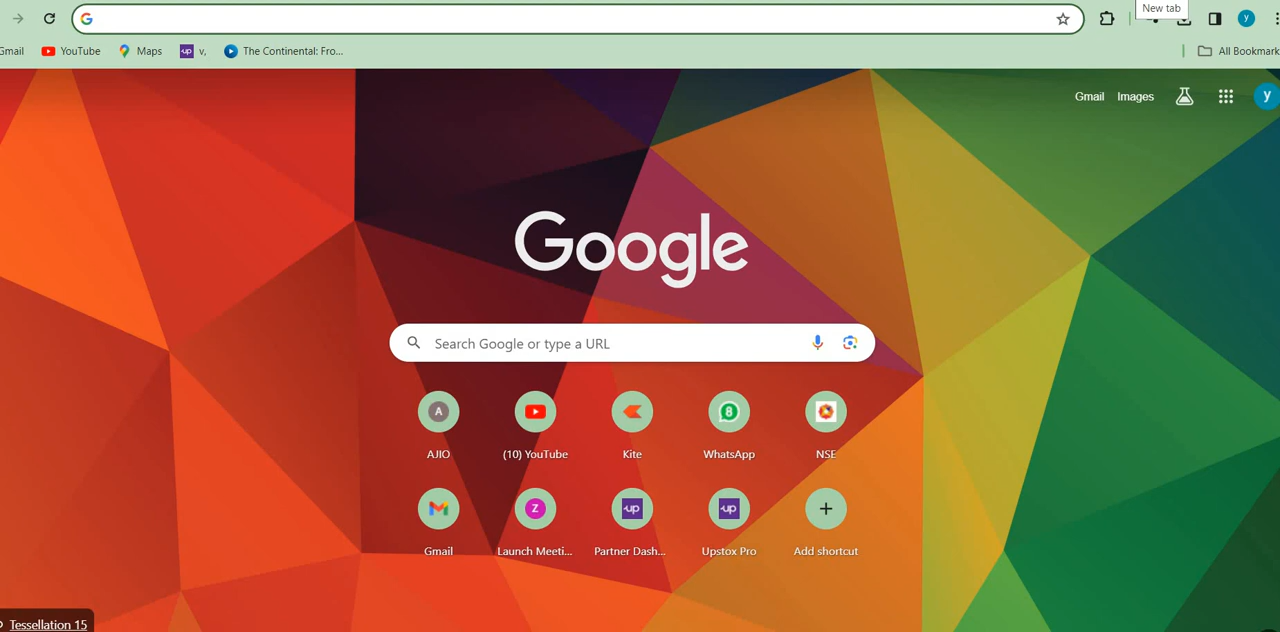 New tab
Gmail YouTube Maps v, The Continental: Fro... All Bookmark
Gmail Images y
Google
Search Google or type a URL
AJIO (10) YouTube Kite WhatsApp NSE
Gmail Launch Meeti... Partner Dash... Upstox Pro Add shortcut
Tessellation 15